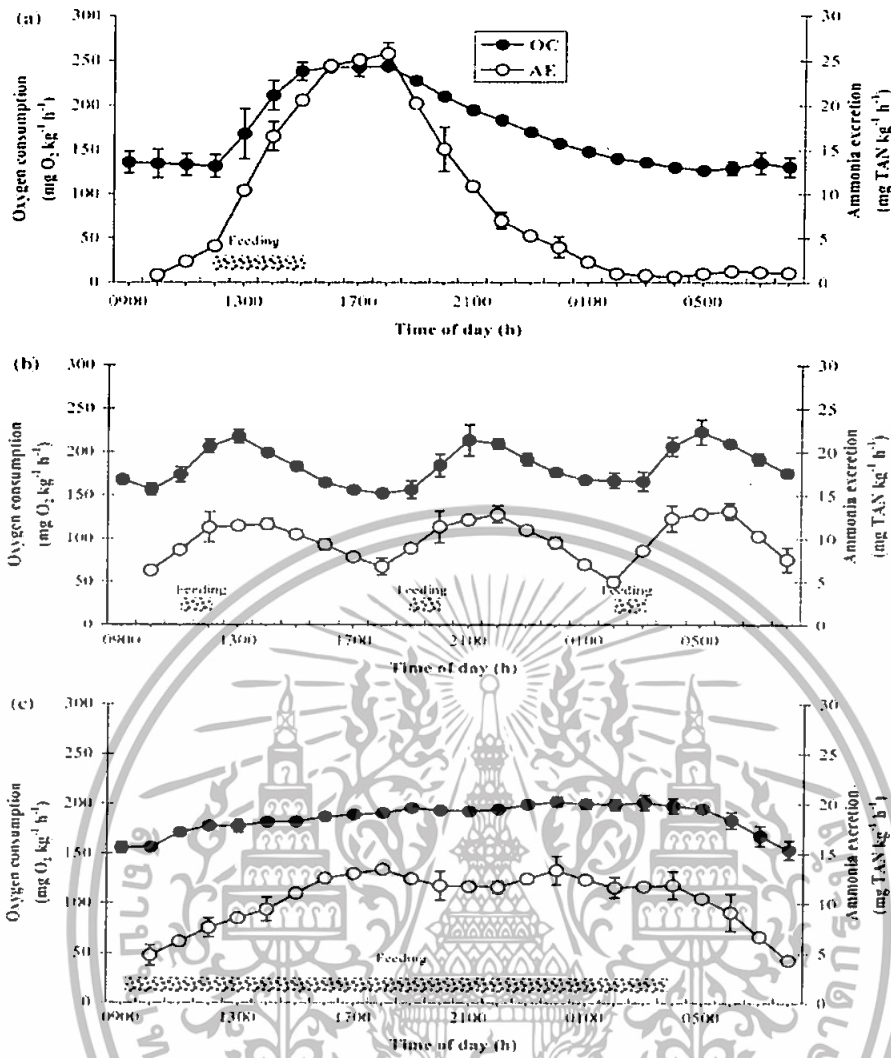 (a)
300
250
200
150
100
50
0
Oxygen consumption
(mg O₂ kg⁻¹ h⁻¹)
OC
AE
30
25
20
15
10
5
0
Ammonia excretion
(mg TAN kg⁻¹ h⁻¹)
Feeding
0900 1300 1700 2100 0100 0500
Time of day (h)
(b)
300
250
200
150
100
50
0
Oxygen consumption
(mg O₂ kg⁻¹ h⁻¹)
30
25
20
15
10
5
0
Ammonia excretion
(mg TAN kg⁻¹ h⁻¹)
Feeding Feeding Feeding
0900 1300 1700 2100 0100 0500
Time of day (h)
(c)
300
250
200
150
100
50
0
Oxygen consumption
(mg O₂ kg⁻¹ h⁻¹)
30
25
20
15
10
5
0
Ammonia excretion
(mg TAN kg⁻¹ h⁻¹)
Feeding
0900 1300 1700 2100 0100 0500
Time of day (h)